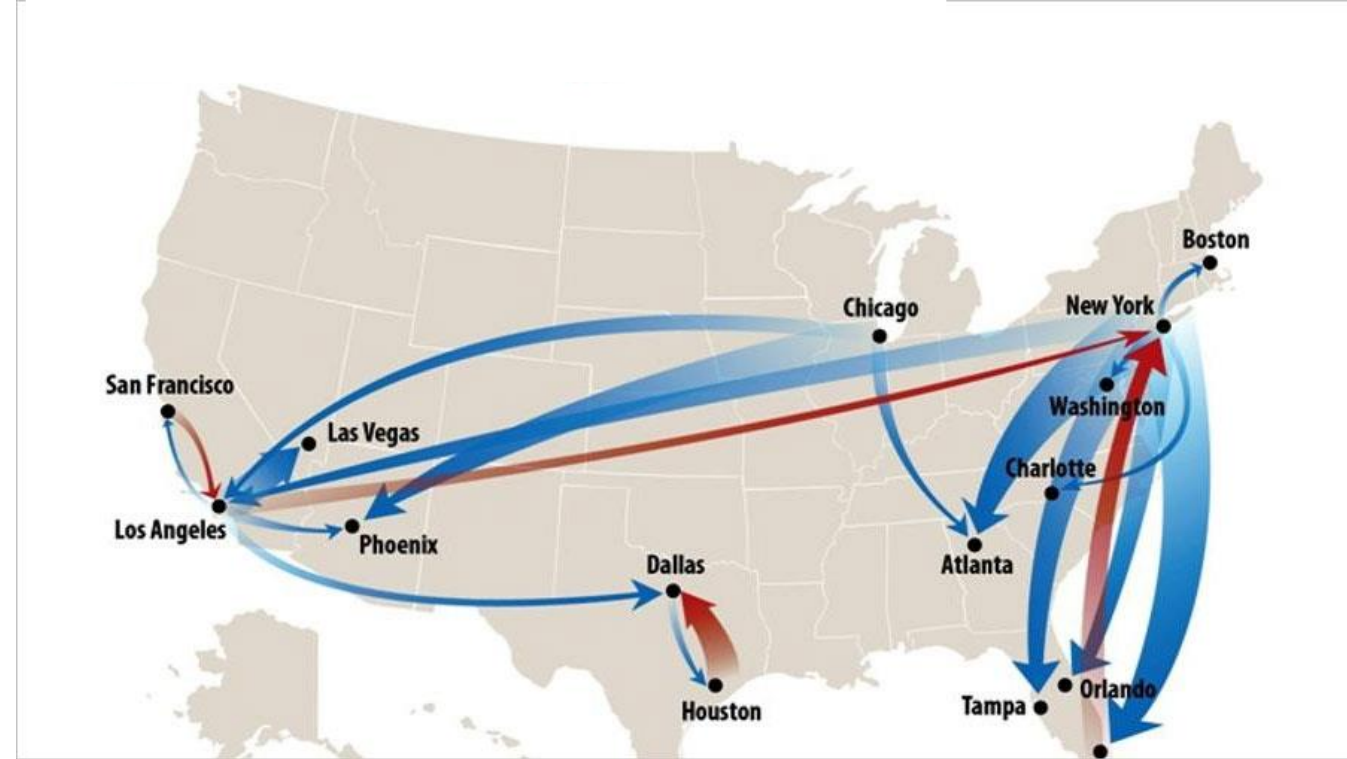 Boston
New York
Chicago
San Francisco
Washington
Las Vegas
Charlotte
Los Angeles
Phoenix
Dallas
Atlanta
Orlando
Tampa
Houston